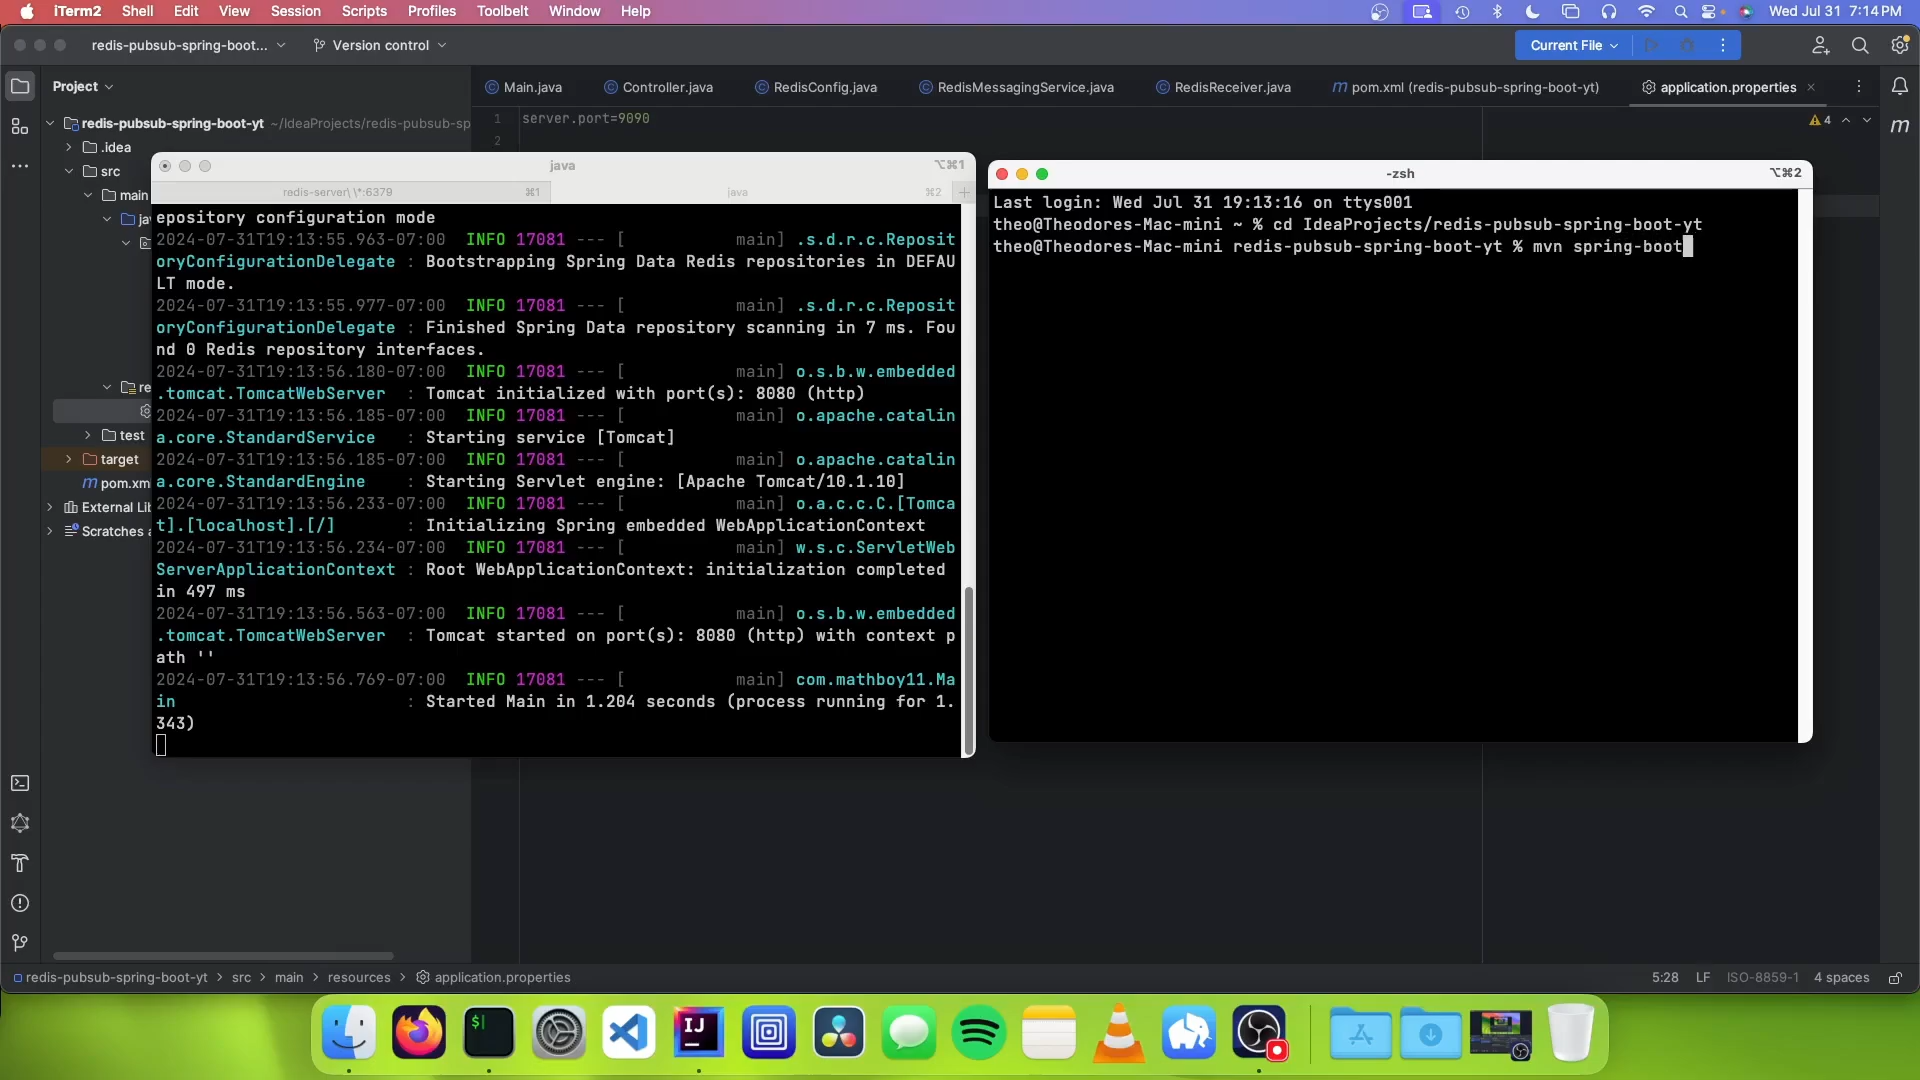 iTerm2 Shell Edit View Session Scripts Profiles Toolbelt Window Help Wed Jul 31 7:14 PM
redis-pubsub-spring-boot... Version control Current File
Project
Main.java Controller.java RedisConfig.java RedisMessagingService.java RedisReceiver.java pom.xml (redis-pubsub-spring-boot-yt) application.properties
redis-pubsub-spring-boot-yt ~/IdeaProjects/redis-pubsub-sp
.idea
src
main
re
test
target
pom.xml
External Lib
Scratches a
1 server.port=9090
2
4
java ⌥⌘1
redis-server\ \*:6379 ⌘1 java ⌘2
epository configuration mode
2024-07-31T19:13:55.963-07:00 INFO 17081 --- [ main] .s.d.r.c.Reposit
oryConfigurationDelegate : Bootstrapping Spring Data Redis repositories in DEFAU
LT mode.
2024-07-31T19:13:55.977-07:00 INFO 17081 --- [ main] .s.d.r.c.Reposit
oryConfigurationDelegate : Finished Spring Data repository scanning in 7 ms. Fou
nd 0 Redis repository interfaces.
2024-07-31T19:13:56.180-07:00 INFO 17081 --- [ main] o.s.b.w.embedded
.tomcat.TomcatWebServer : Tomcat initialized with port(s): 8080 (http)
2024-07-31T19:13:56.185-07:00 INFO 17081 --- [ main] o.apache.catalin
a.core.StandardService : Starting service [Tomcat]
2024-07-31T19:13:56.185-07:00 INFO 17081 --- [ main] o.apache.catalin
a.core.StandardEngine : Starting Servlet engine: [Apache Tomcat/10.1.10]
2024-07-31T19:13:56.233-07:00 INFO 17081 --- [ main] o.a.c.c.C.[Tomca
t].[localhost].[/] : Initializing Spring embedded WebApplicationContext
2024-07-31T19:13:56.234-07:00 INFO 17081 --- [ main] w.s.c.ServletWeb
ServerApplicationContext : Root WebApplicationContext: initialization completed
in 497 ms
2024-07-31T19:13:56.563-07:00 INFO 17081 --- [ main] o.s.b.w.embedded
.tomcat.TomcatWebServer : Tomcat started on port(s): 8080 (http) with context p
ath ''
2024-07-31T19:13:56.769-07:00 INFO 17081 --- [ main] com.mathboy11.Ma
in : Started Main in 1.204 seconds (process running for 1.
343)
-zsh ⌥⌘2
Last login: Wed Jul 31 19:13:16 on ttys001
theo@Theodores-Mac-mini ~ % cd IdeaProjects/redis-pubsub-spring-boot-yt
theo@Theodores-Mac-mini redis-pubsub-spring-boot-yt % mvn spring-boot
redis-pubsub-spring-boot-yt > src > main > resources > application.properties 5:28 LF ISO-8859-1 4 spaces